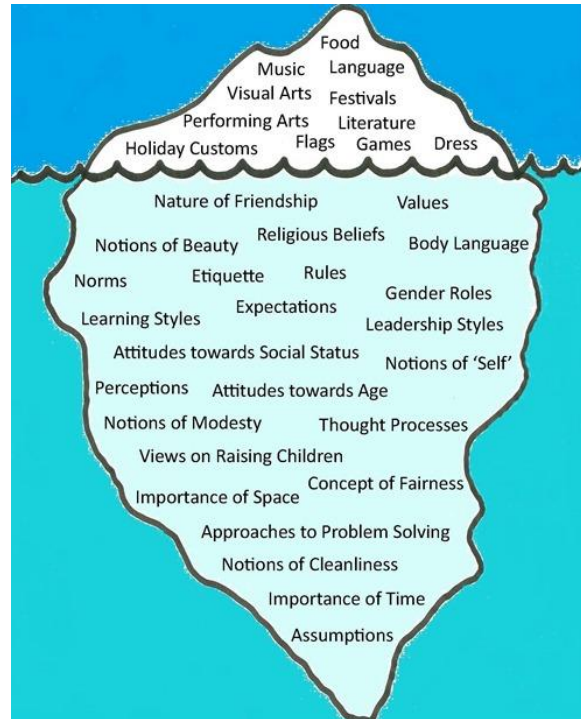 Food
Music
Language
Visual Arts
Festivals
Performing Arts
Literature
Holiday Customs
Flags
Games
Dress
Nature of Friendship
Values
Notions of Beauty
Religious Beliefs
Body Language
Norms
Etiquette
Rules
Expectations
Gender Roles
Learning Styles
Leadership Styles
Attitudes towards Social Status
Notions of ‘Self’
Perceptions
Attitudes towards Age
Notions of Modesty
Thought Processes
Views on Raising Children
Importance of Space
Concept of Fairness
Approaches to Problem Solving
Notions of Cleanliness
Importance of Time
Assumptions